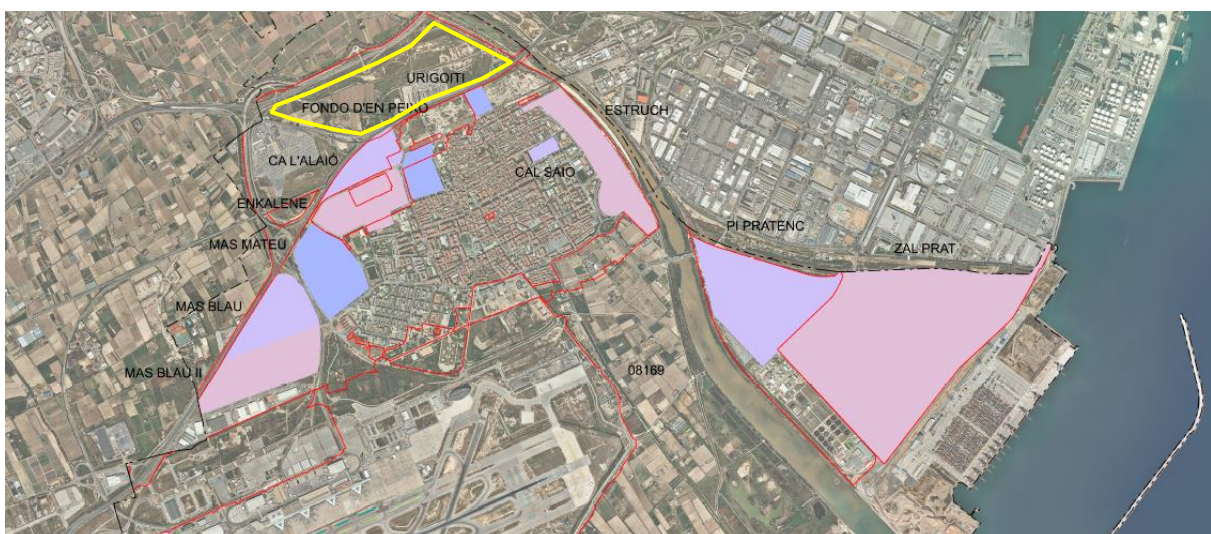 URIGOITI
FONDO D'EN PEIXO
ESTRUCH
CA L'ALAIÓ
CAL SAIO
ENKALENE
PI PRATENC
MAS MATEU
ZAL PRAT
MAS BLAU
MAS BLAU II
08169